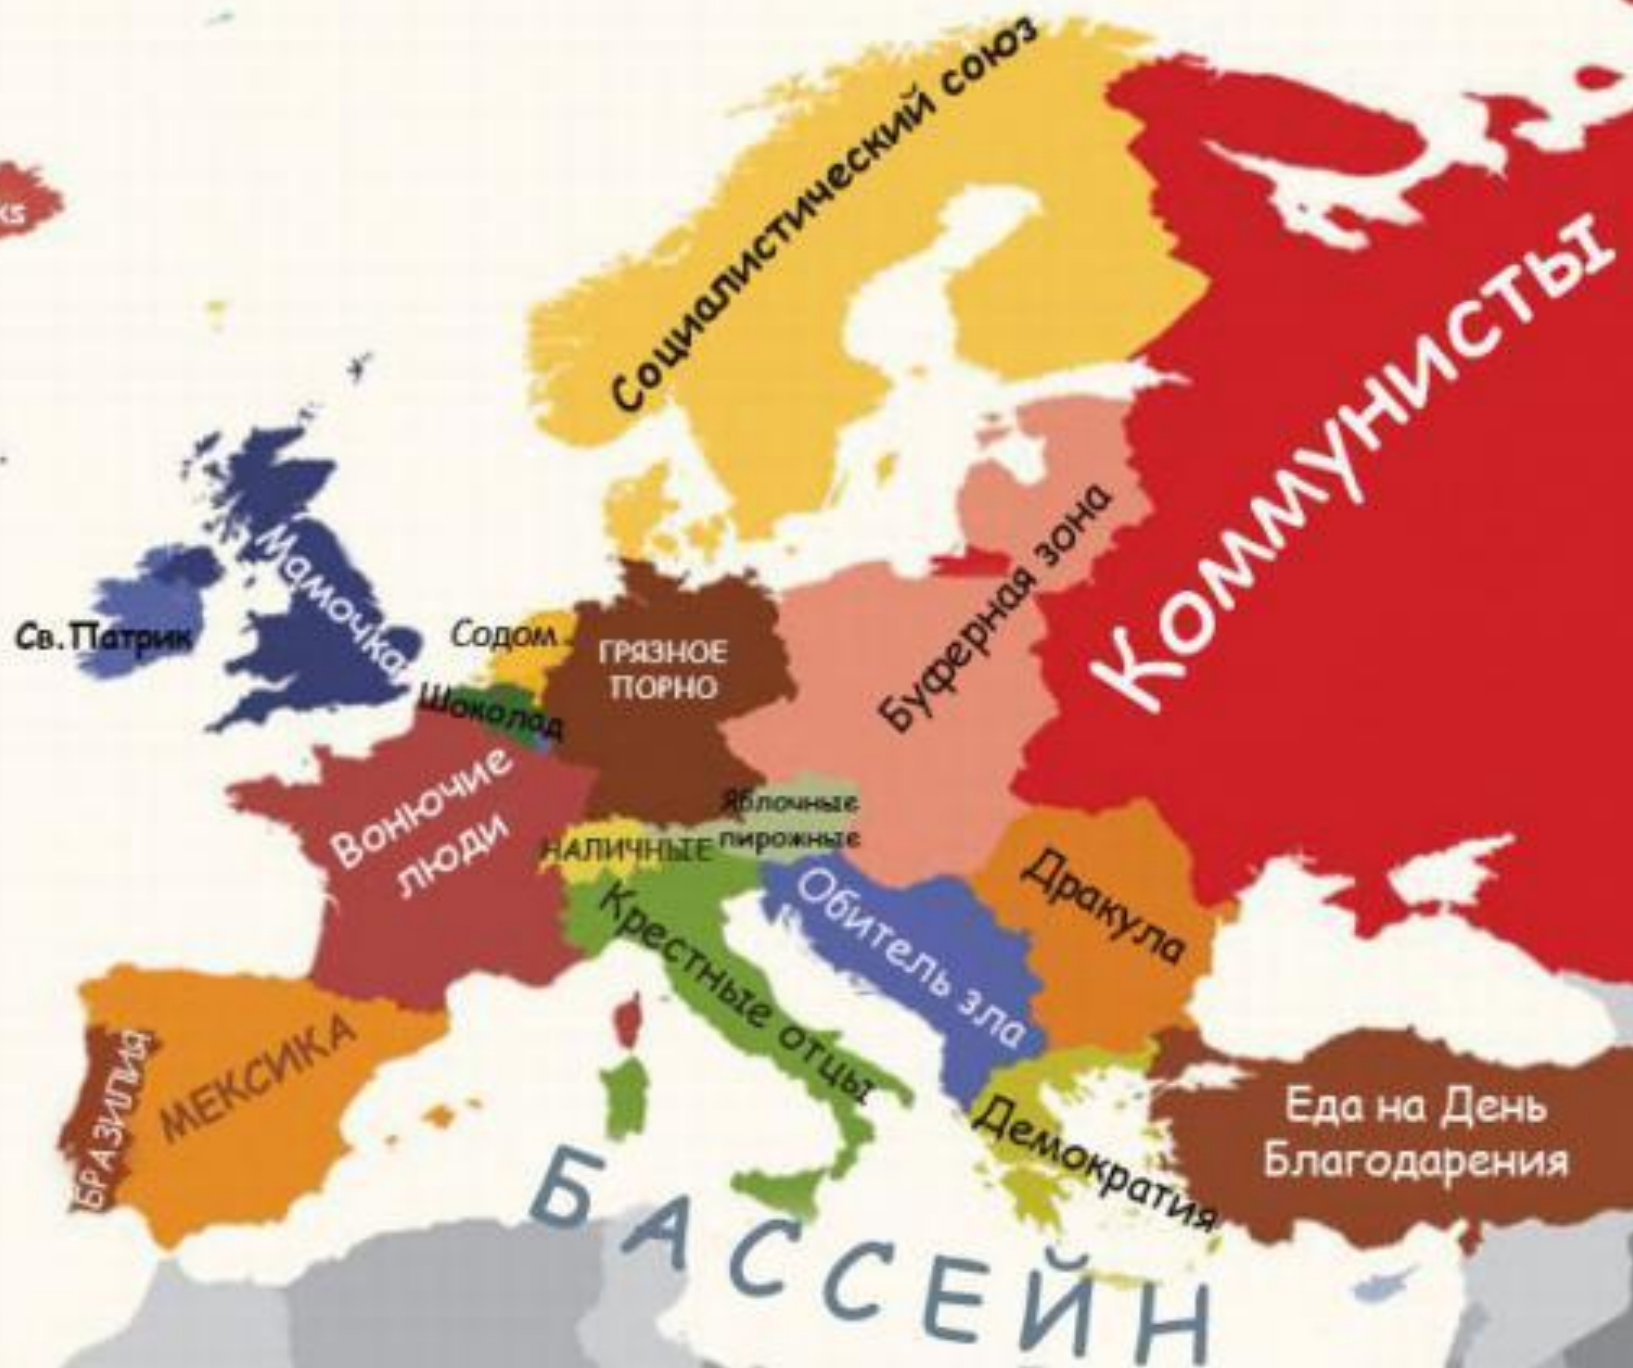 Социалистический союз
ks
Коммунисты
Мамочка
Св.Патрик
Содом
ГРЯЗНОЕ
ПОРНО
Буферная зона
Шоколад
Вонючие
люди
Яблочные
пирожные
НАЛИЧНЫЕ
Дракула
Обитель зла
Крестные отцы
МЕКСИКА
БРАЗИЛИЯ
Демократия
Еда на День
Благодарения
БАССЕЙН